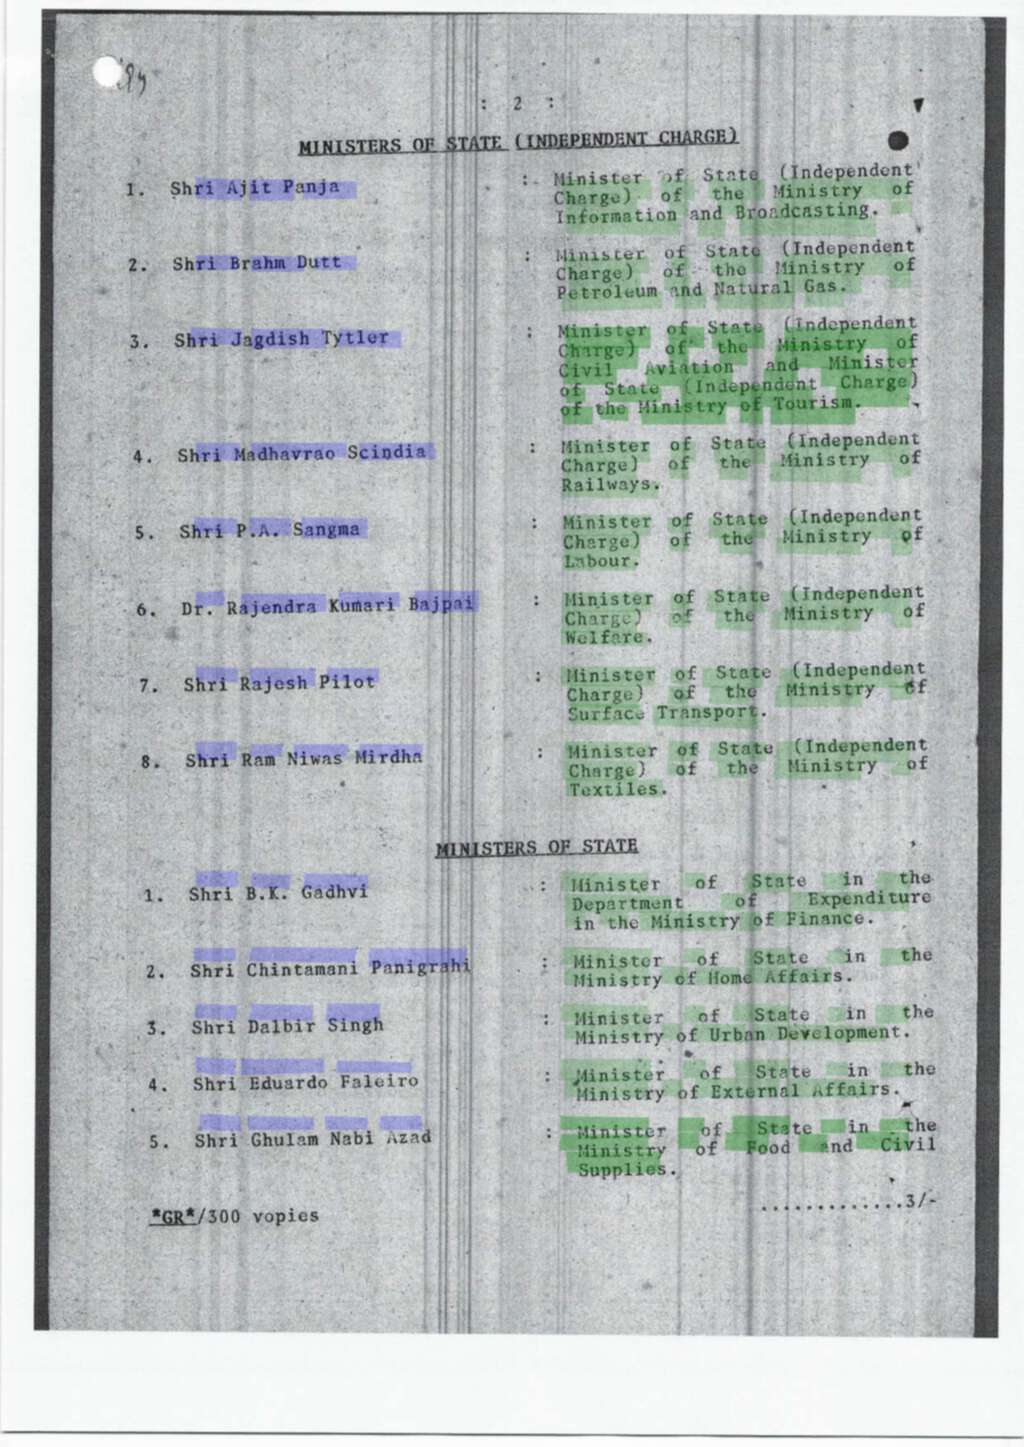 : 2 :
MINISTERS OF STATE (INDEPENDENT CHARGE)
1. Shri Ajit Panja : Minister of State (Independent
Charge) of the Ministry of
Information and Broadcasting.
2. Shri Brahm Dutt : Minister of State (Independent
Charge) of the Ministry of
Petroleum and Natural Gas.
3. Shri Jagdish Tytler : Minister of State (Independent
Charge) of the Ministry of
Civil Aviation and Minister
of State (Independent Charge)
of the Ministry of Tourism.
4. Shri Madhavrao Scindia : Minister of State (Independent
Charge) of the Ministry of
Railways.
5. Shri P.A. Sangma : Minister of State (Independent
Charge) of the Ministry of
Labour.
6. Dr. Rajendra Kumari Bajpai : Minister of State (Independent
Charge) of the Ministry of
Welfare.
7. Shri Rajesh Pilot : Minister of State (Independent
Charge) of the Ministry of
Surface Transport.
8. Shri Ram Niwas Mirdha : Minister of State (Independent
Charge) of the Ministry of
Textiles.
MINISTERS OF STATE
1. Shri B.K. Gadhvi : Minister of State in the
Department of Expenditure
in the Ministry of Finance.
2. Shri Chintamani Panigrahi : Minister of State in the
Ministry of Home Affairs.
3. Shri Dalbir Singh : Minister of State in the
Ministry of Urban Development.
4. Shri Eduardo Faleiro : Minister of State in the
Ministry of External Affairs.
5. Shri Ghulam Nabi Azad : Minister of State in the
Ministry of Food and Civil
Supplies.
*GR*/300 vopies
..............3/-